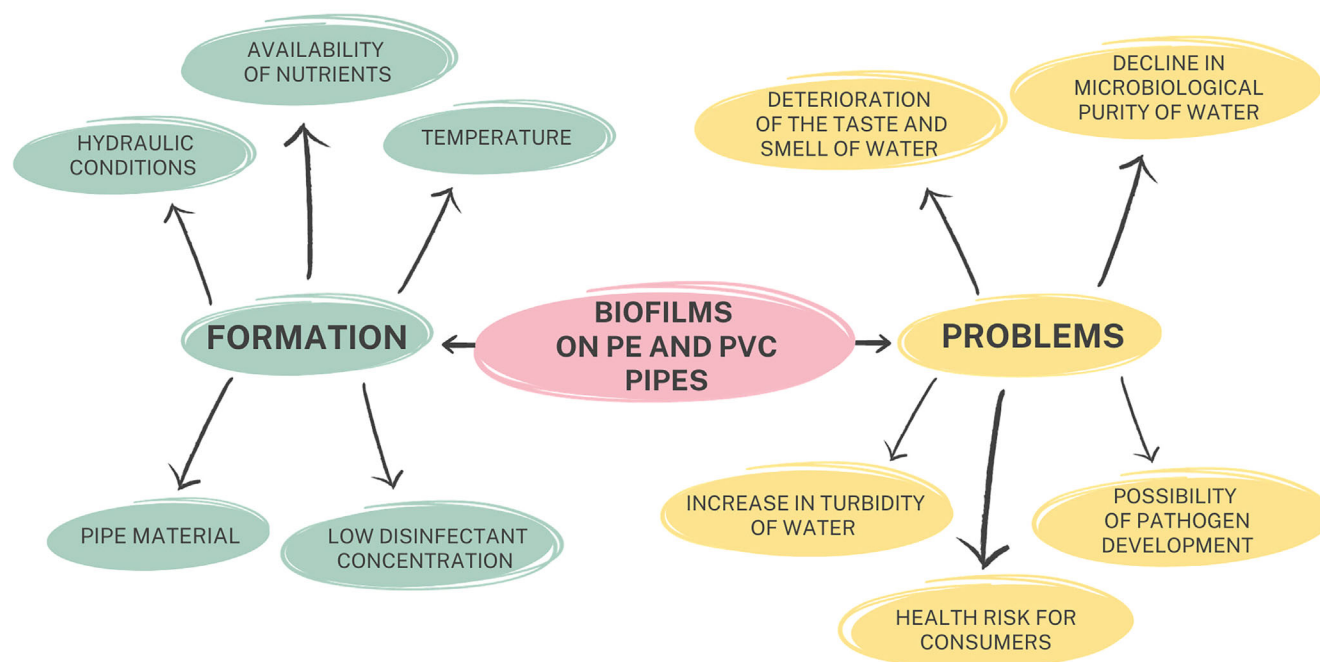 AVAILABILITY
OF NUTRIENTS
HYDRAULIC
CONDITIONS
TEMPERATURE
FORMATION
PIPE MATERIAL
LOW DISINFECTANT
CONCENTRATION
BIOFILMS
ON PE AND PVC
PIPES
DETERIORATION
OF THE TASTE AND
SMELL OF WATER
DECLINE IN
MICROBIOLOGICAL
PURITY OF WATER
PROBLEMS
INCREASE IN TURBIDITY
OF WATER
POSSIBILITY
OF PATHOGEN
DEVELOPMENT
HEALTH RISK FOR
CONSUMERS